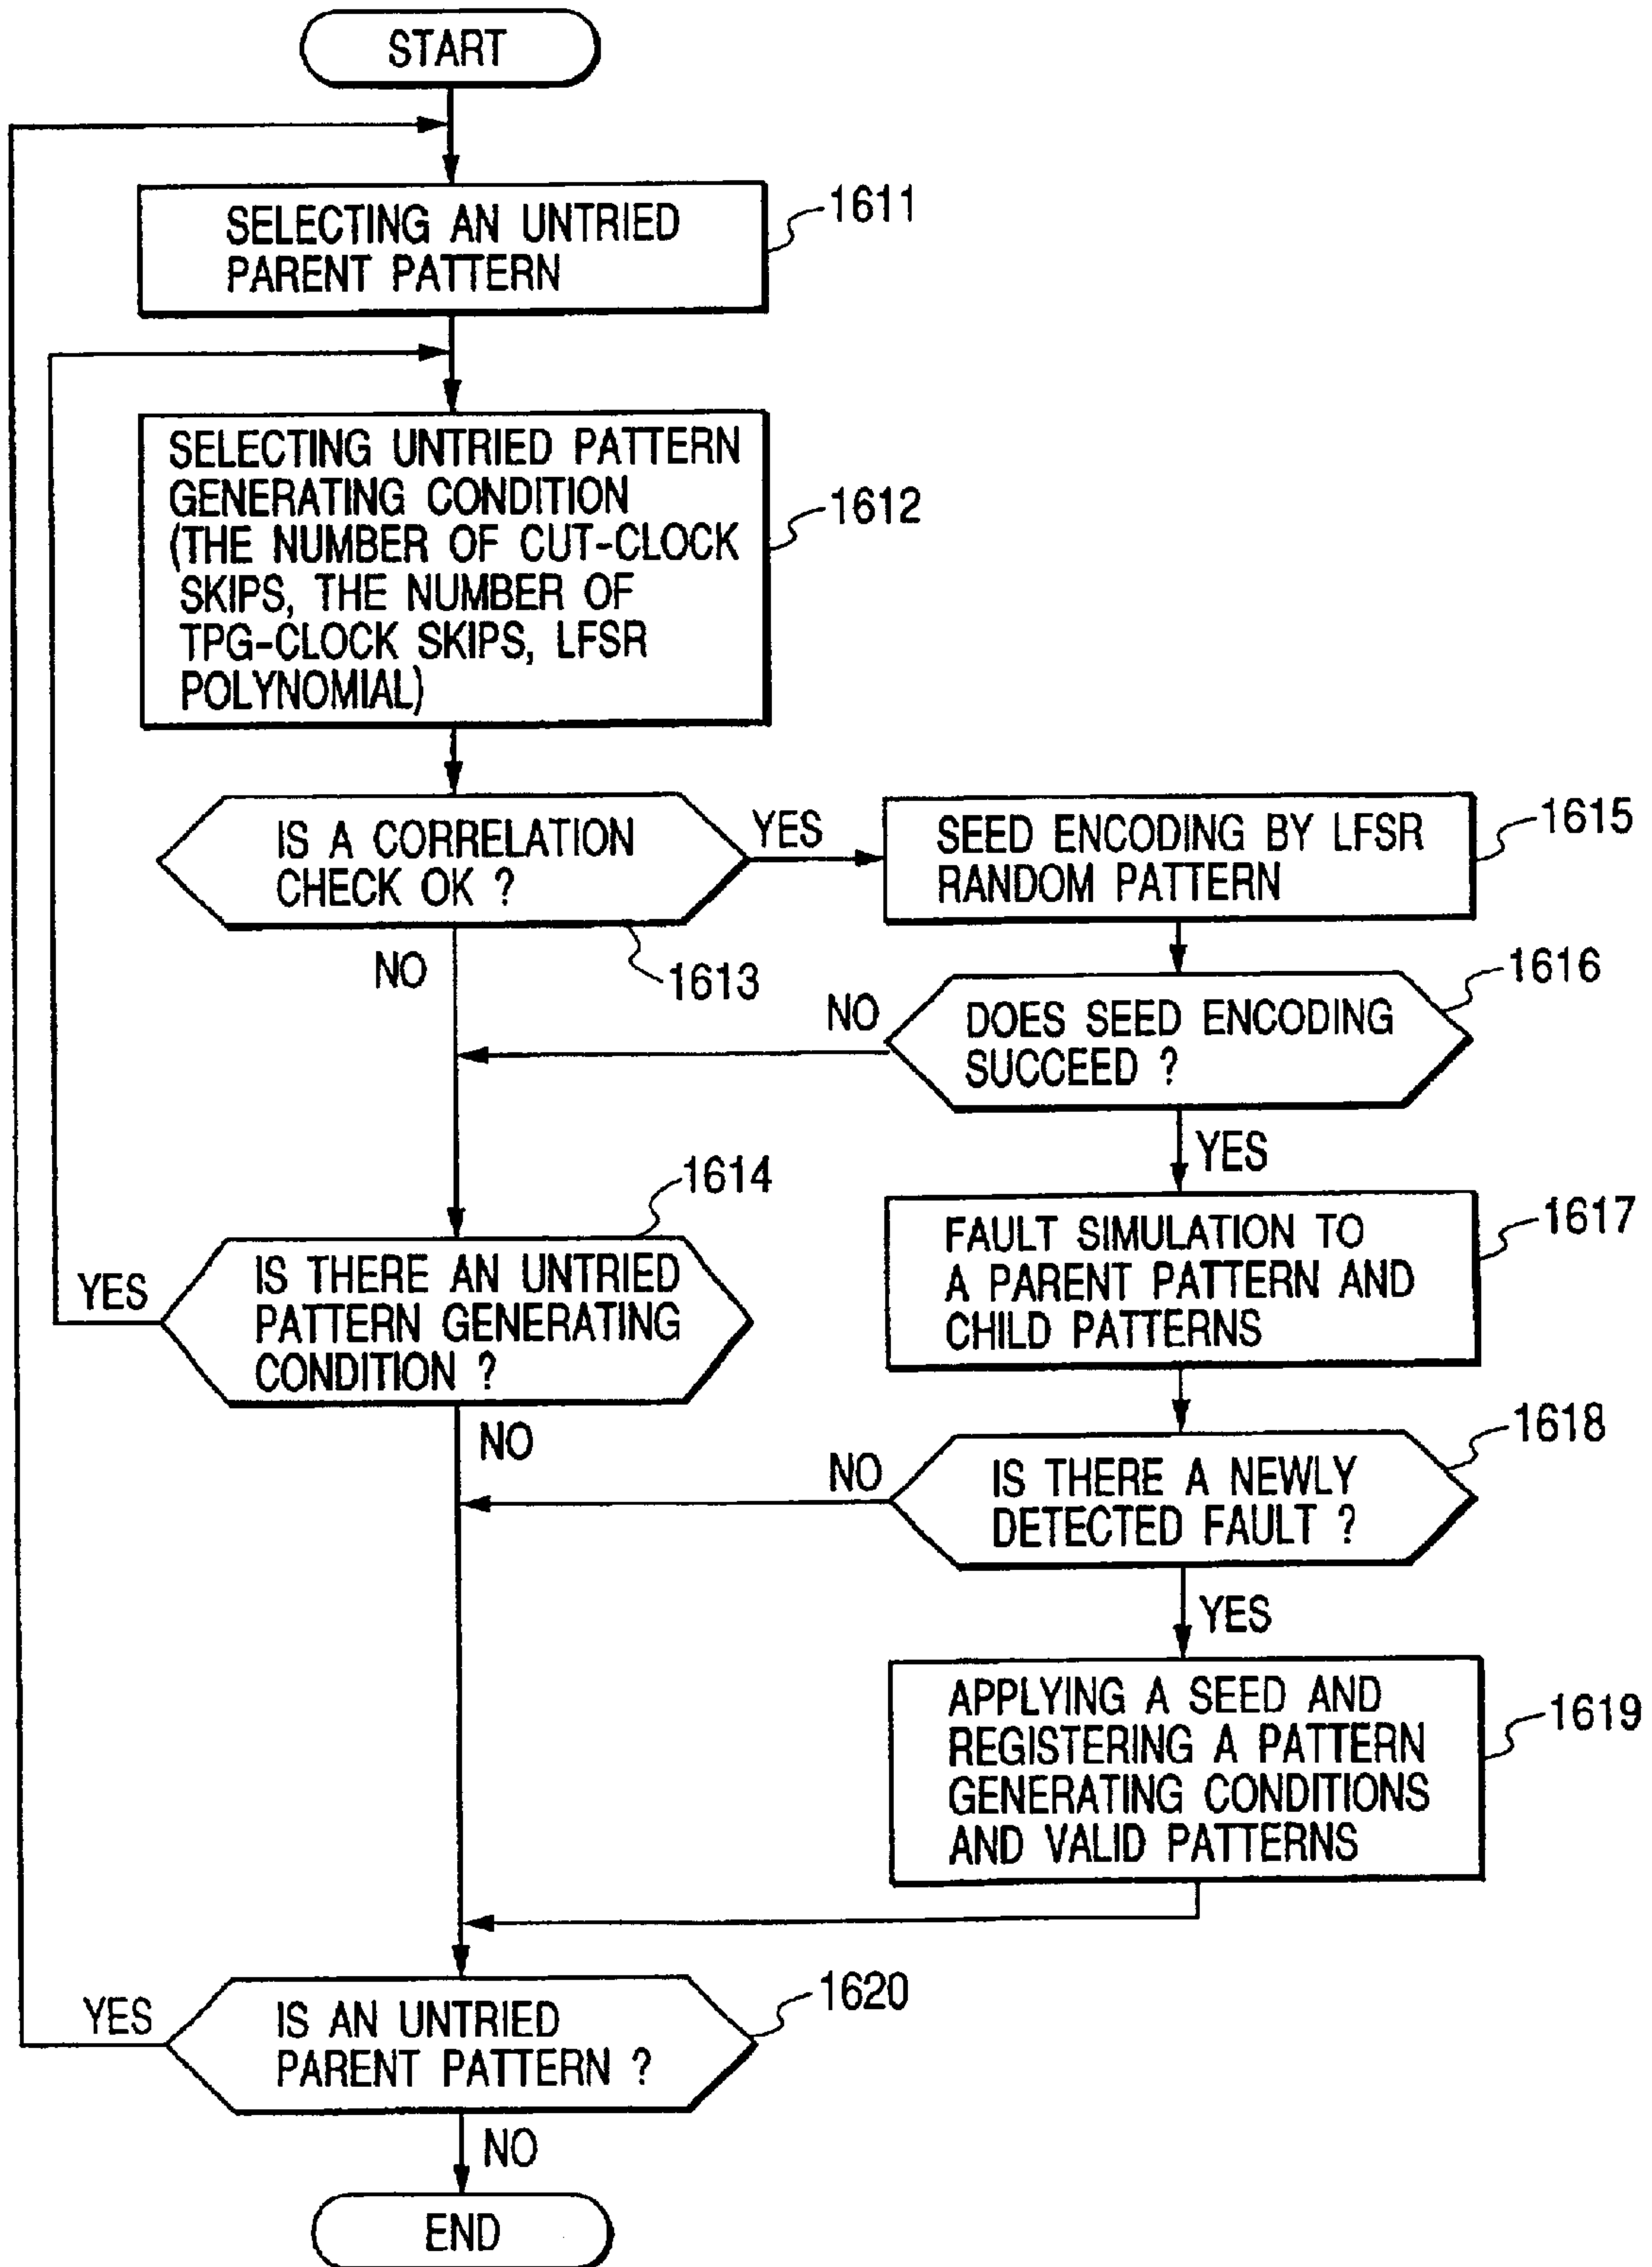 START
SELECTING AN UNTRIED
PARENT PATTERN
1611
SELECTING UNTRIED PATTERN
GENERATING CONDITION
(THE NUMBER OF CUT-CLOCK
SKIPS, THE NUMBER OF
TPG-CLOCK SKIPS, LFSR
POLYNOMIAL)
1612
IS A CORRELATION
CHECK OK ?
YES
NO
1613
SEED ENCODING BY LFSR
RANDOM PATTERN
1615
DOES SEED ENCODING
SUCCEED ?
1616
NO
YES
IS THERE AN UNTRIED
PATTERN GENERATING
CONDITION ?
1614
YES
NO
FAULT SIMULATION TO
A PARENT PATTERN AND
CHILD PATTERNS
1617
IS THERE A NEWLY
DETECTED FAULT ?
1618
NO
YES
APPLYING A SEED AND
REGISTERING A PATTERN
GENERATING CONDITIONS
AND VALID PATTERNS
1619
IS AN UNTRIED
PARENT PATTERN ?
1620
YES
NO
END